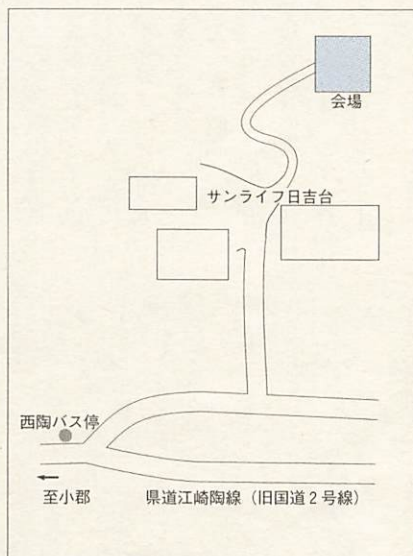 会場
サンライフ日吉台
西陶バス停
至小郡
県道江崎陶線（旧国道2号線）